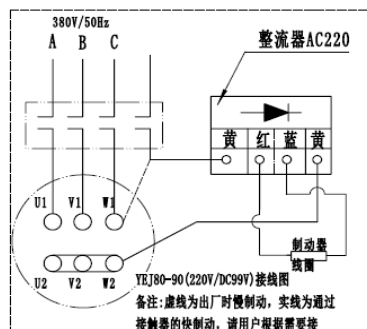 380V/50Hz
A B C
整流器AC220
黄 红 蓝 黄
U1 V1 W1
U2 V2 W2
制动器
线圈
YEJ80-90(220V/DC99V)接线图
备注:虚线为出厂时慢制动，实线为通过
接触器的快制动，请用户根据需要接